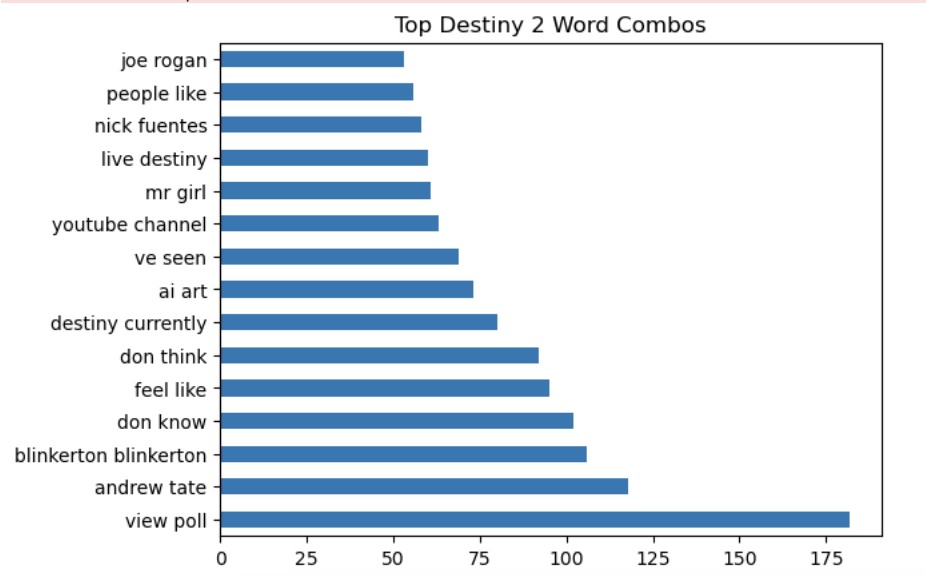 Top Destiny 2 Word Combos
joe rogan
people like
nick fuentes
live destiny
mr girl
youtube channel
ve seen
ai art
destiny currently
don think
feel like
don know
blinkerton blinkerton
andrew tate
view poll
0 25 50 75 100 125 150 175